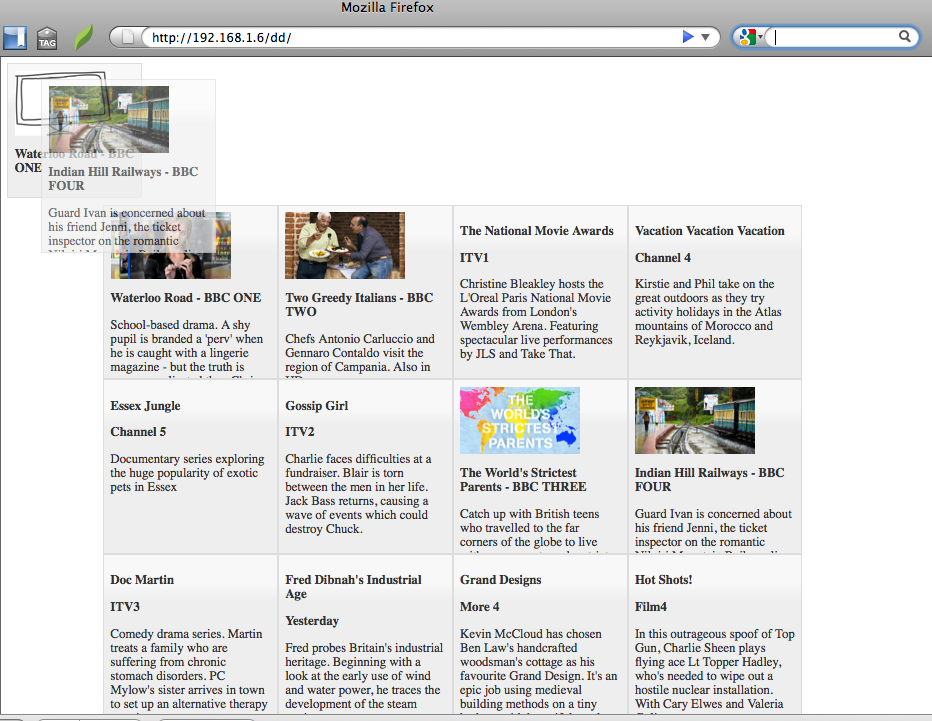 Mozilla Firefox
TAG
http://192.168.1.6/dd/
Waterloo Road - BBC
ONE
Indian Hill Railways - BBC
FOUR
Guard Ivan is concerned about
his friend Jenni, the ticket
inspector on the romantic
Waterloo Road - BBC ONE
School-based drama. A shy
pupil is branded a 'perv' when
he is caught with a lingerie
magazine - but the truth is
Two Greedy Italians - BBC
TWO
Chefs Antonio Carluccio and
Gennaro Contaldo visit the
region of Campania. Also in
The National Movie Awards
ITV1
Christine Bleakley hosts the
L'Oreal Paris National Movie
Awards from London's
Wembley Arena. Featuring
spectacular live performances
by JLS and Take That.
Vacation Vacation Vacation
Channel 4
Kirstie and Phil take on the
great outdoors as they try
activity holidays in the Atlas
mountains of Morocco and
Reykjavik, Iceland.
Essex Jungle
Channel 5
Documentary series exploring
the huge popularity of exotic
pets in Essex
Gossip Girl
ITV2
Charlie faces difficulties at a
fundraiser. Blair is torn
between the men in her life.
Jack Bass returns, causing a
wave of events which could
destroy Chuck.
THE
WORLD'S
STRICTEST
PARENTS
The World's Strictest
Parents - BBC THREE
Catch up with British teens
who travelled to the far
corners of the globe to live
Indian Hill Railways - BBC
FOUR
Guard Ivan is concerned about
his friend Jenni, the ticket
inspector on the romantic
Doc Martin
ITV3
Comedy drama series. Martin
treats a family who are
suffering from chronic
stomach disorders. PC
Mylow's sister arrives in town
to set up an alternative therapy
Fred Dibnah's Industrial
Age
Yesterday
Fred probes Britain's industrial
heritage. Beginning with a
look at the early use of wind
and water power, he traces the
development of the steam
Grand Designs
More 4
Kevin McCloud has chosen
Ben Law's handcrafted
woodsman's cottage as his
favourite Grand Design. It's an
epic job using medieval
building methods on a tiny
Hot Shots!
Film4
In this outrageous spoof of Top
Gun, Charlie Sheen plays
flying ace Lt Topper Hadley,
who's needed to wipe out a
hostile nuclear installation.
With Cary Elwes and Valeria